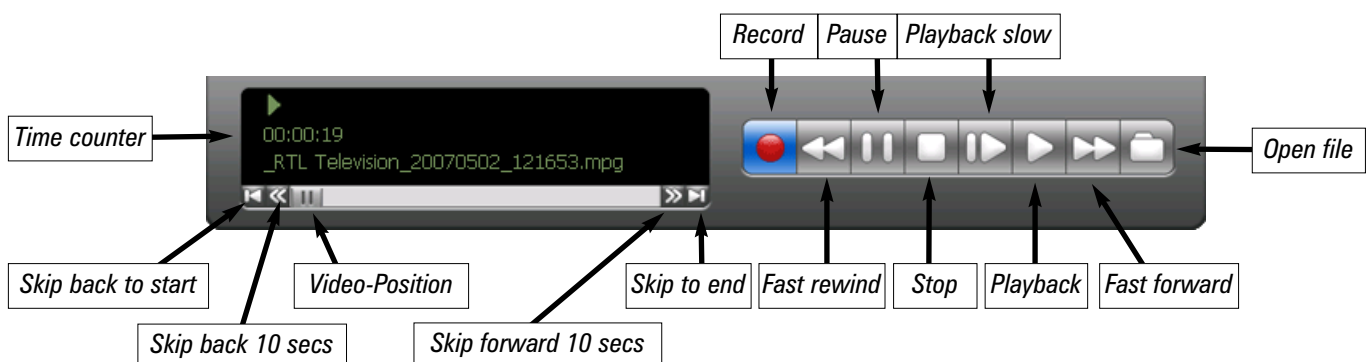 Record
Pause
Playback slow
Time counter
00:00:19
_RTL Television_20070502_121653.mpg
Open file
Skip back to start
Video-Position
Skip to end
Fast rewind
Stop
Playback
Fast forward
Skip back 10 secs
Skip forward 10 secs